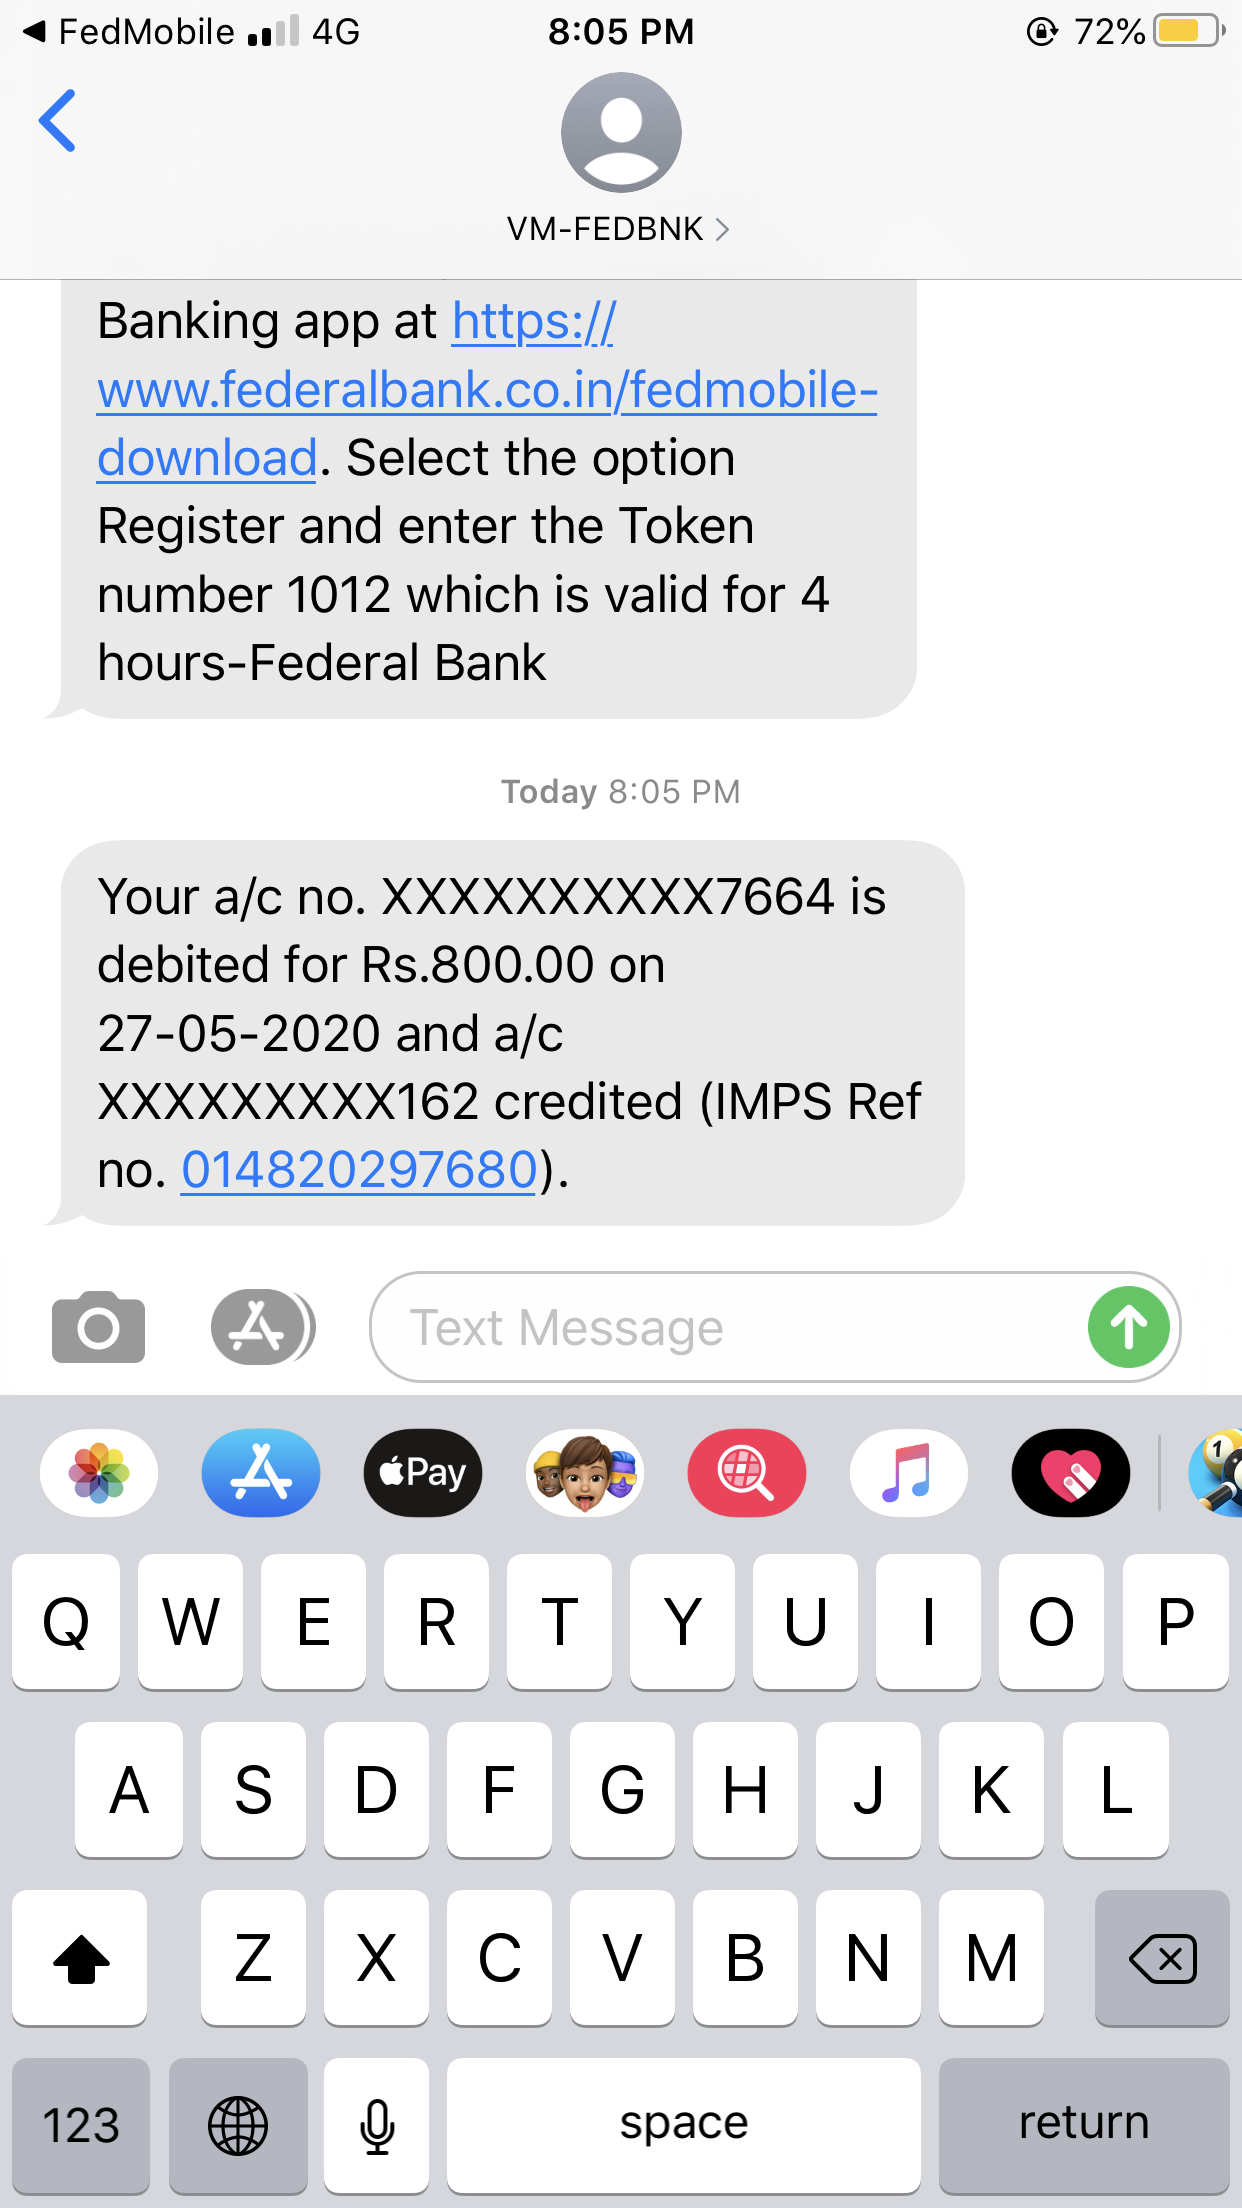 FedMobile 4G 8:05 PM 72%
VM-FEDBNK
Banking app at https://
www.federalbank.co.in/fedmobile-
download. Select the option
Register and enter the Token
number 1012 which is valid for 4
hours-Federal Bank
Today 8:05 PM
Your a/c no. XXXXXXXXXX7664 is
debited for Rs.800.00 on
27-05-2020 and a/c
XXXXXXXXX162 credited (IMPS Ref
no. 014820297680).
Text Message
Pay 1
Q W E R T Y U I O P
A S D F G H J K L
Z X C V B N M
123 space return